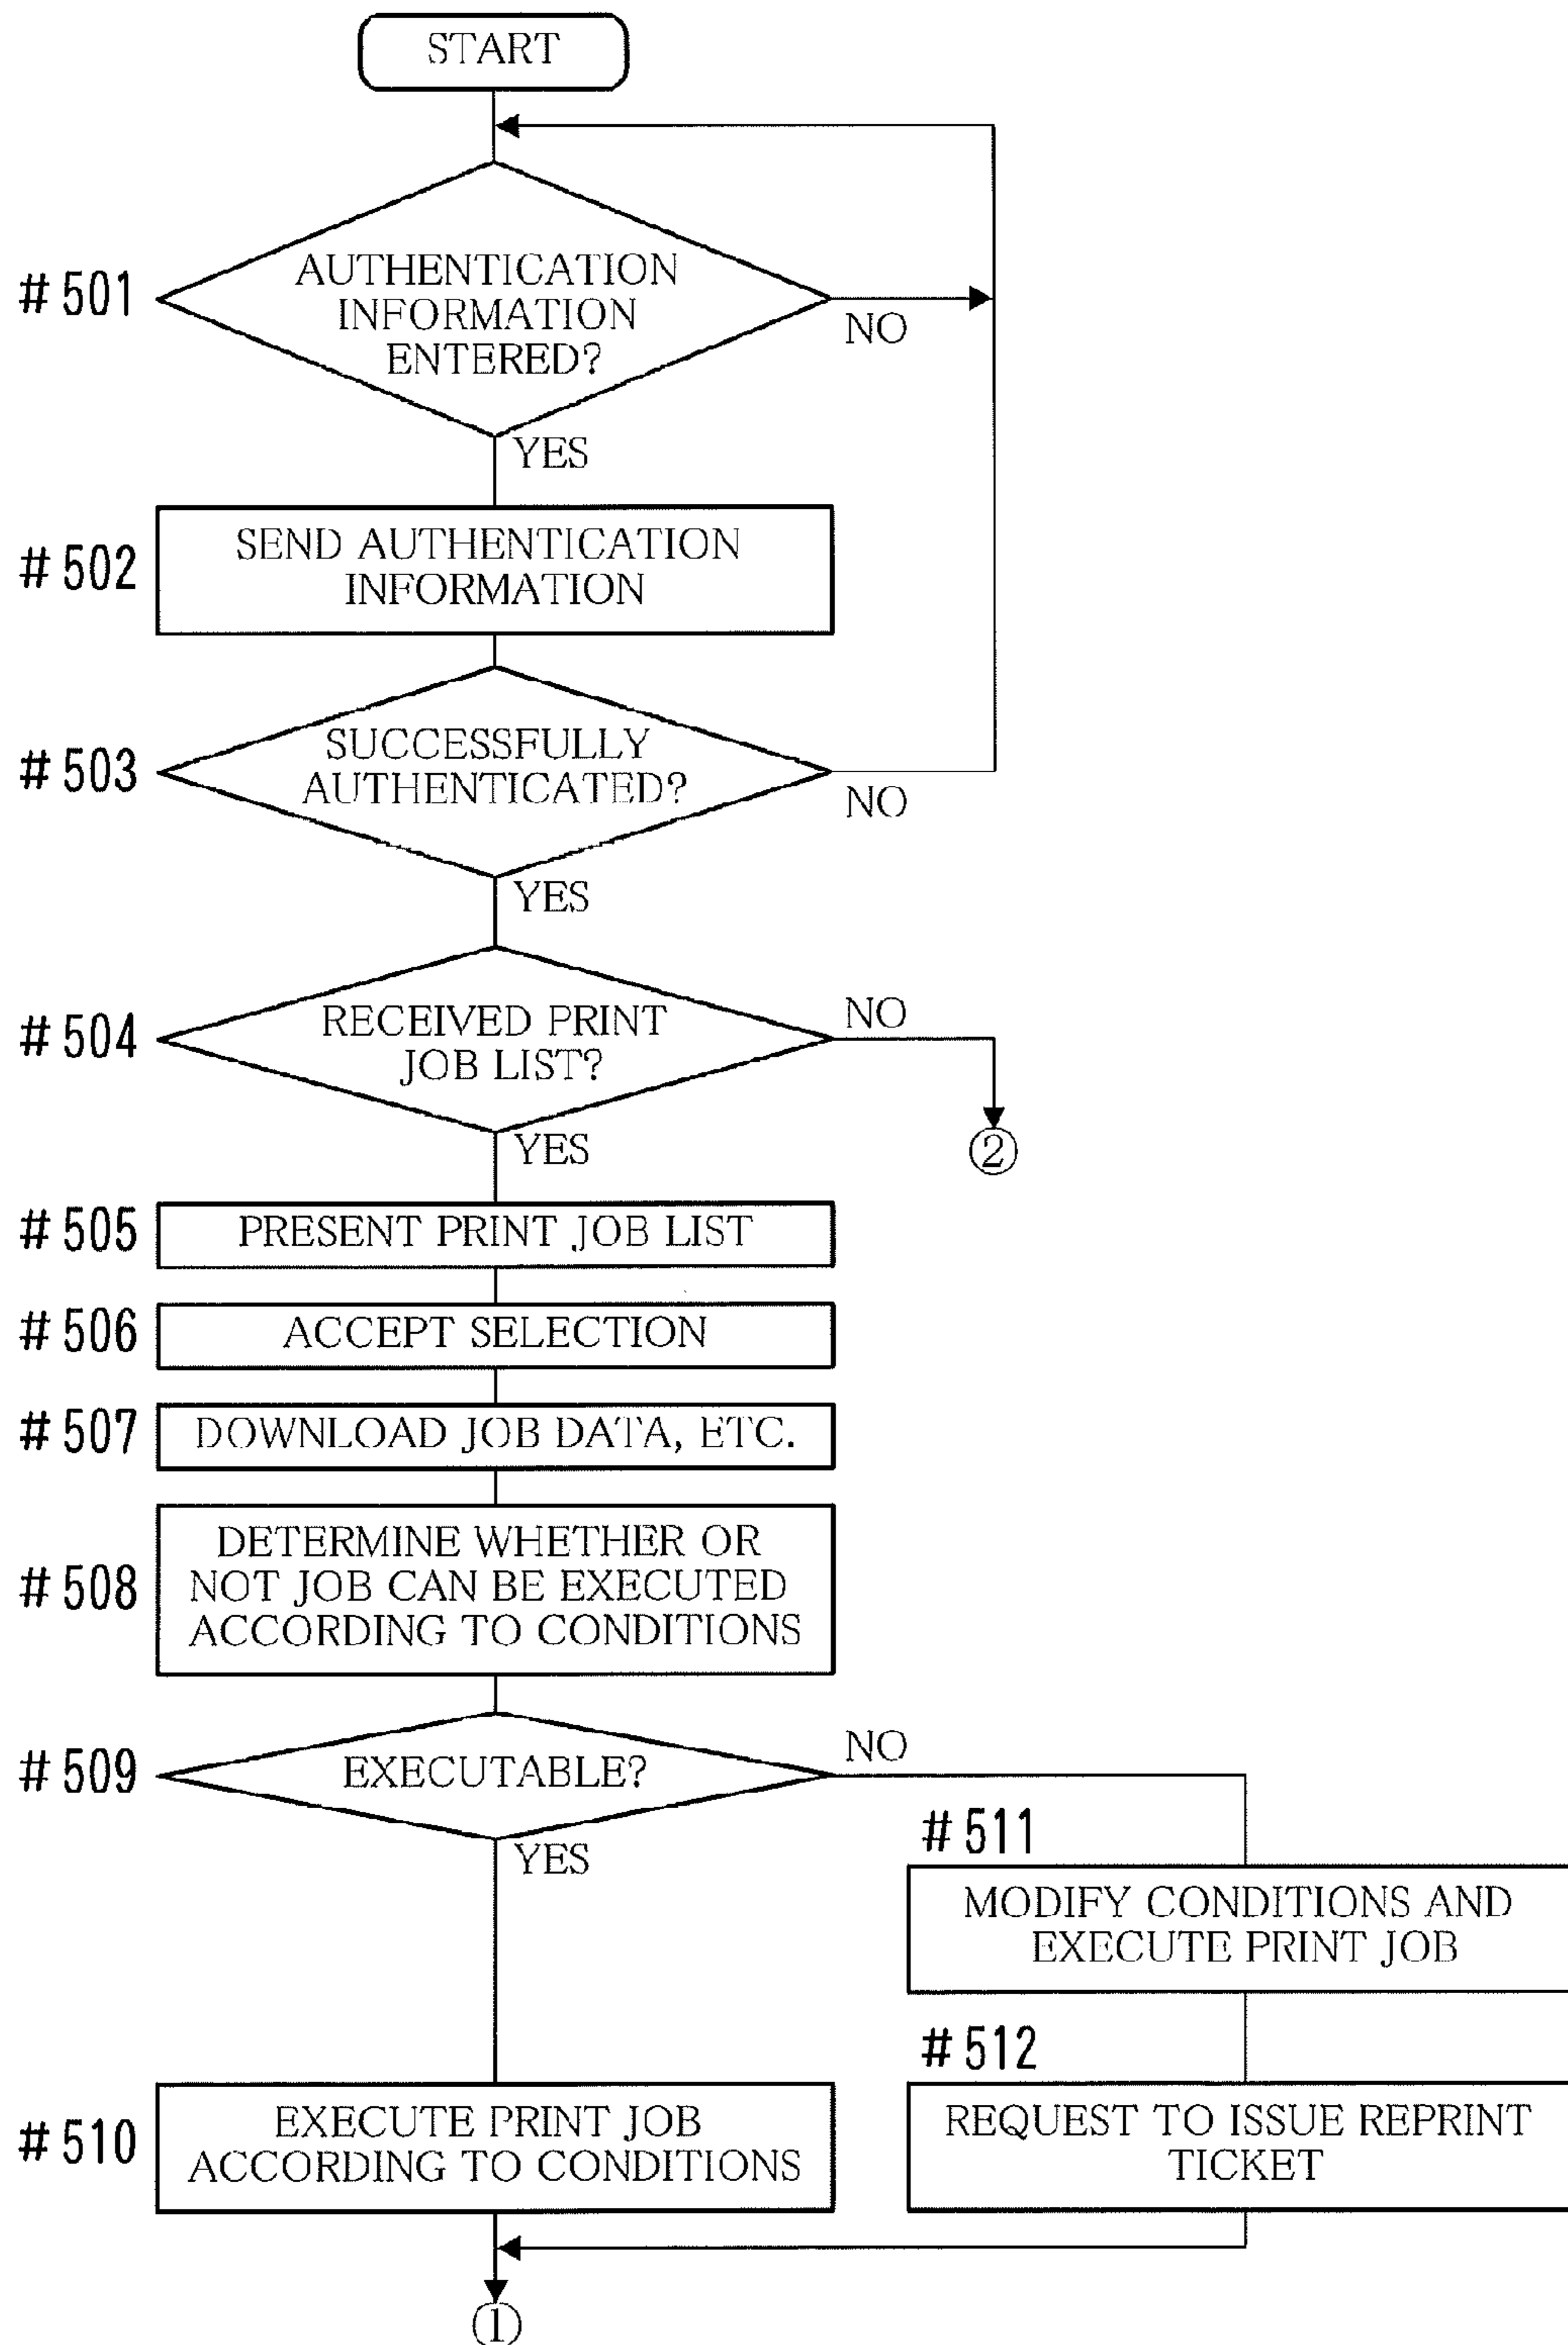 START
#501
AUTHENTICATION
INFORMATION
ENTERED?
NO
YES
#502
SEND AUTHENTICATION
INFORMATION
#503
SUCCESSFULLY
AUTHENTICATED?
NO
YES
#504
RECEIVED PRINT
JOB LIST?
NO
②
YES
#505
PRESENT PRINT JOB LIST
#506
ACCEPT SELECTION
#507
DOWNLOAD JOB DATA, ETC.
#508
DETERMINE WHETHER OR
NOT JOB CAN BE EXECUTED
ACCORDING TO CONDITIONS
#509
EXECUTABLE?
NO
YES
#511
MODIFY CONDITIONS AND
EXECUTE PRINT JOB
#512
REQUEST TO ISSUE REPRINT
TICKET
#510
EXECUTE PRINT JOB
ACCORDING TO CONDITIONS
①